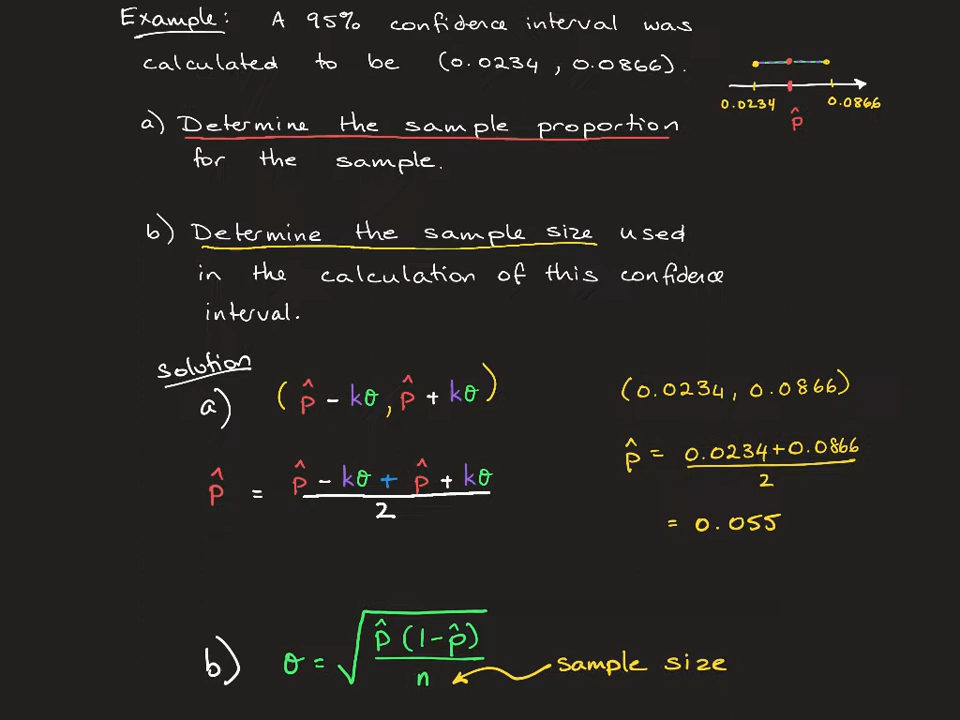 Example: A 95% confidence interval was
calculated to be (0.0234, 0.0866).
0.0234 0.0866
p̂
a) Determine the sample proportion
for the sample.
b) Determine the sample size used
in the calculation of this confidence
interval.
solution
a) (p̂ - kσ, p̂ + kσ)
(0.0234, 0.0866)
p̂ = (0.0234+0.0866)/2
p̂ = (p̂ - kσ + p̂ + kσ)/2
= 0.055
b) σ = √(p̂(1-p̂)/n) sample size